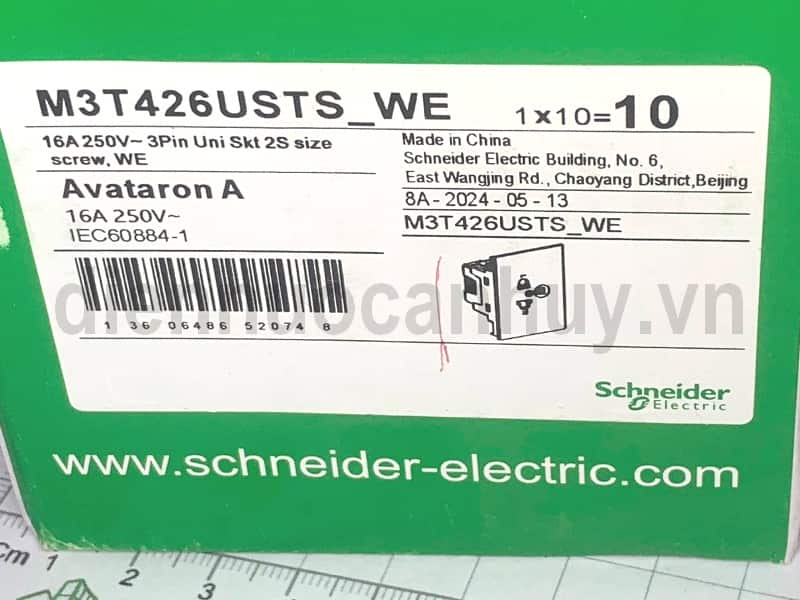 M3T426USTS_WE 1x10=10
16A 250V~ 3Pin Uni Skt 2S size
screw, WE
Avataron A
16A 250V~
IEC60884-1
Made in China
Schneider Electric Building, No. 6,
East Wangjing Rd., Chaoyang District,Beijing
8A - 2024 - 05 - 13
M3T426USTS_WE
1 36 06486 52074 8
diennuocanhuy.vn
Schneider
Electric
www.schneider-electric.com
cm 1 2 3